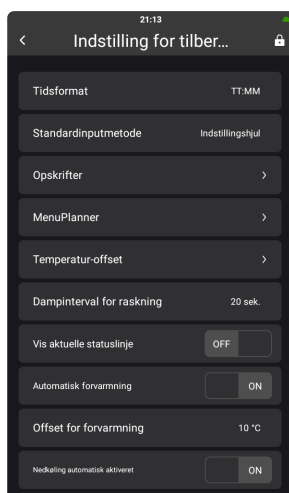 21:13
Indstilling for tilber...
Tidsformat TT:MM
Standardinputmetode Indstillingshjul
Opskrifter
MenuPlanner
Temperatur-offset
Dampinterval for raskning 20 sek.
Vis aktuelle statuslinje OFF
Automatisk forvarmning ON
Offset for forvarmning 10 °C
Nedkøling automatisk aktiveret ON